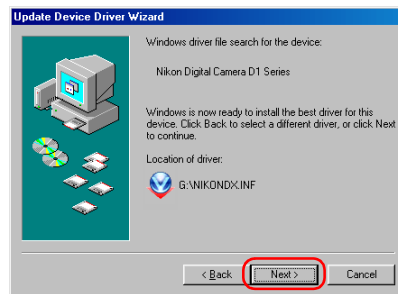 Update Device Driver Wizard
Windows driver file search for the device:
Nikon Digital Camera D1 Series
Windows is now ready to install the best driver for this
device. Click Back to select a different driver, or click Next
to continue.
Location of driver:
G:\NIKONDX.INF
< Back
Next >
Cancel